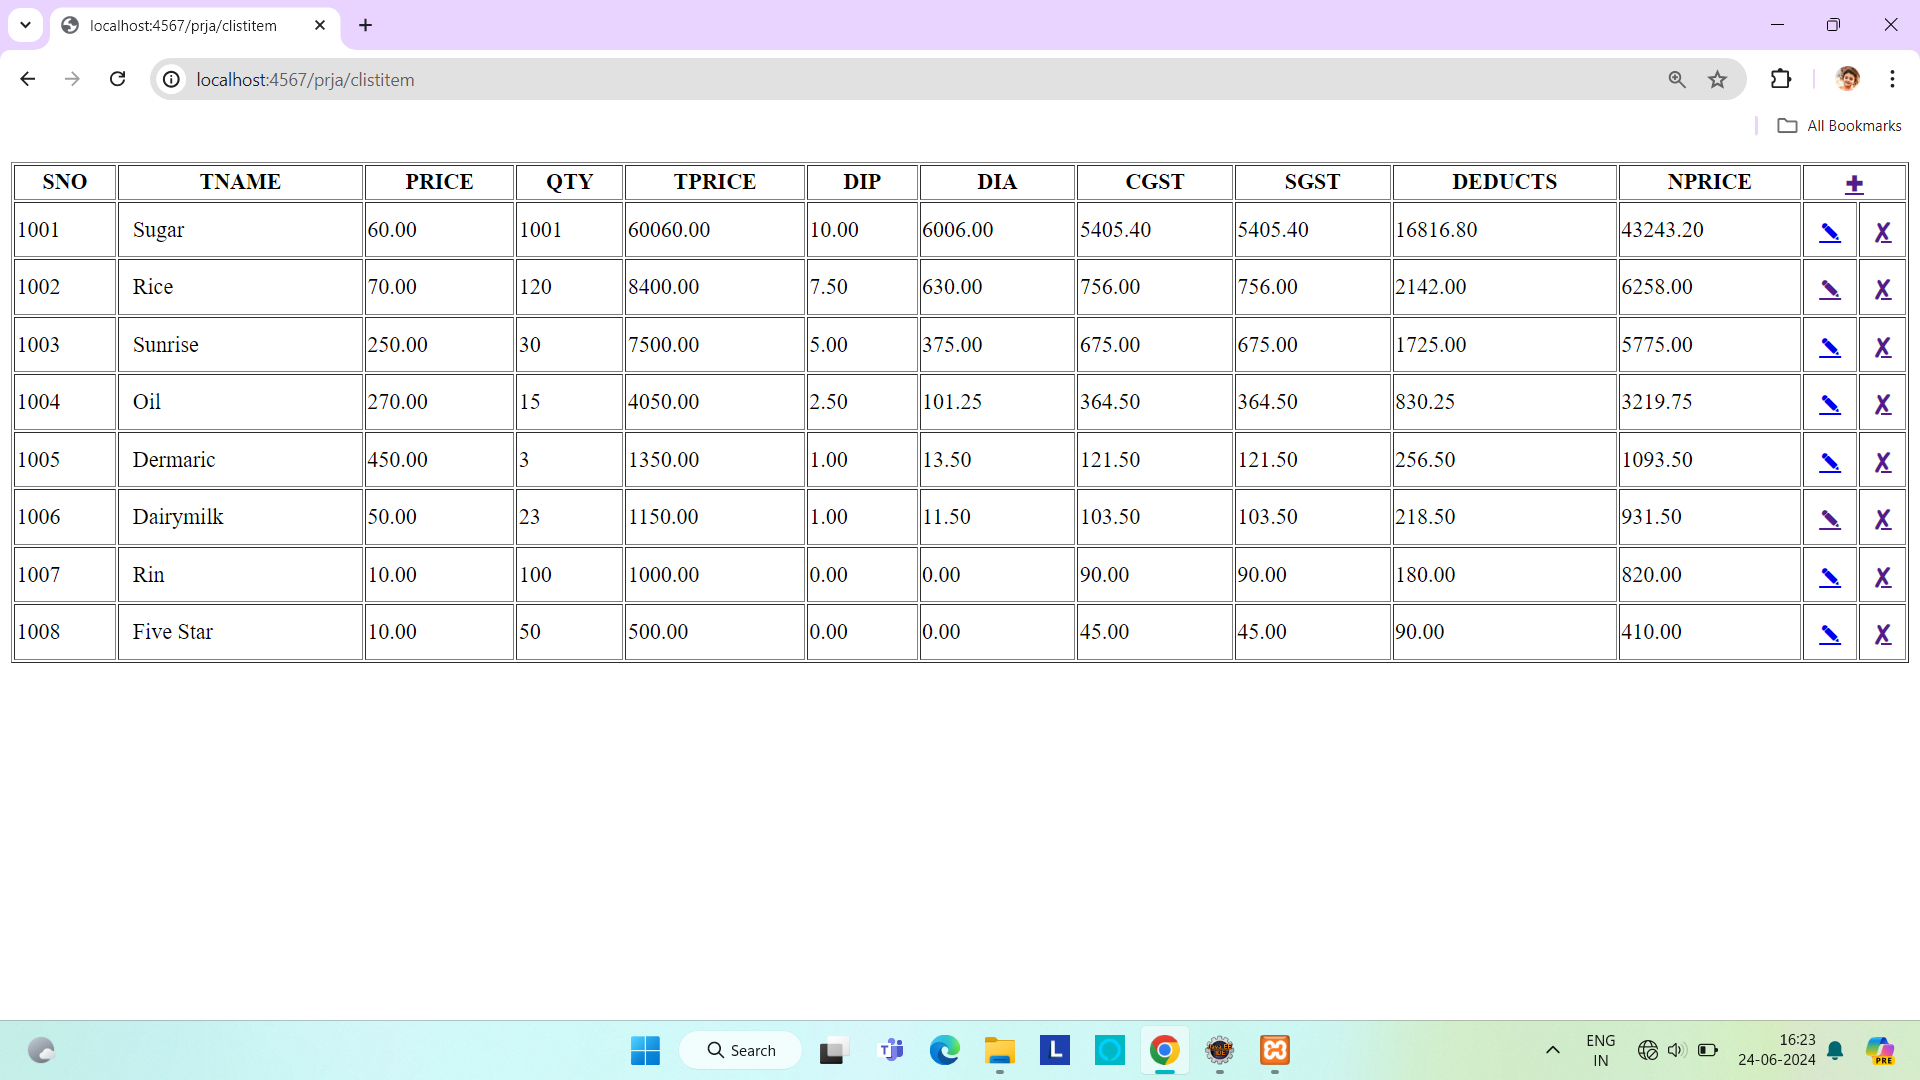 localhost:4567/prja/clistitem
localhost:4567/prja/clistitem
All Bookmarks
SNO TNAME PRICE QTY TPRICE DIP DIA CGST SGST DEDUCTS NPRICE +
1001 Sugar 60.00 1001 60060.00 10.00 6006.00 5405.40 5405.40 16816.80 43243.20 X
1002 Rice 70.00 120 8400.00 7.50 630.00 756.00 756.00 2142.00 6258.00 X
1003 Sunrise 250.00 30 7500.00 5.00 375.00 675.00 675.00 1725.00 5775.00 X
1004 Oil 270.00 15 4050.00 2.50 101.25 364.50 364.50 830.25 3219.75 X
1005 Dermaric 450.00 3 1350.00 1.00 13.50 121.50 121.50 256.50 1093.50 X
1006 Dairymilk 50.00 23 1150.00 1.00 11.50 103.50 103.50 218.50 931.50 X
1007 Rin 10.00 100 1000.00 0.00 0.00 90.00 90.00 180.00 820.00 X
1008 Five Star 10.00 50 500.00 0.00 0.00 45.00 45.00 90.00 410.00 X
Search
L
ENG
IN
16:23
24-06-2024
PRE